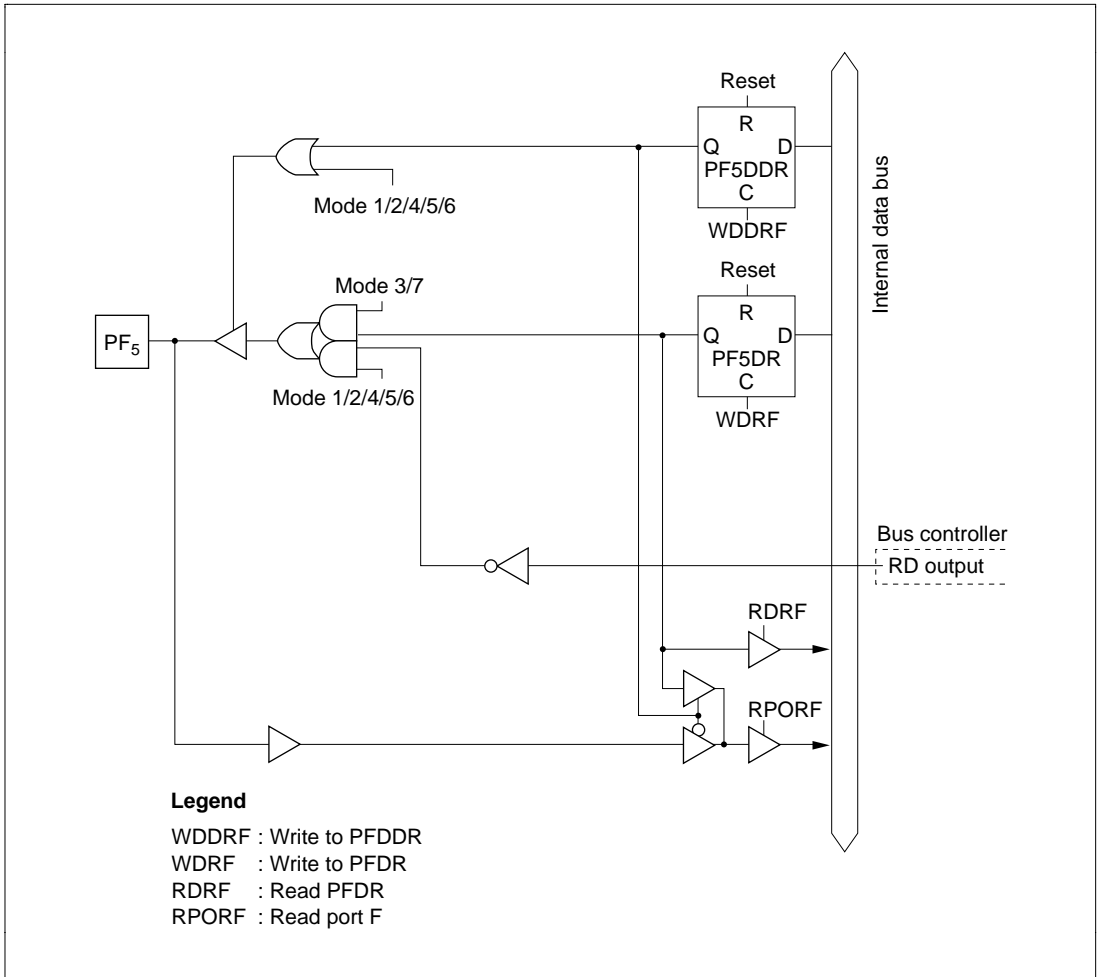 Reset
R
Q D
PF5DDR
C
WDDRF
Mode 1/2/4/5/6
Internal data bus
Reset
R
Q D
PF5DR
C
WDRF
Mode 3/7
PF5
Mode 1/2/4/5/6
Bus controller
RD output
RDRF
RPORF
Legend
WDDRF : Write to PFDDR
WDRF : Write to PFDR
RDRF : Read PFDR
RPORF : Read port F